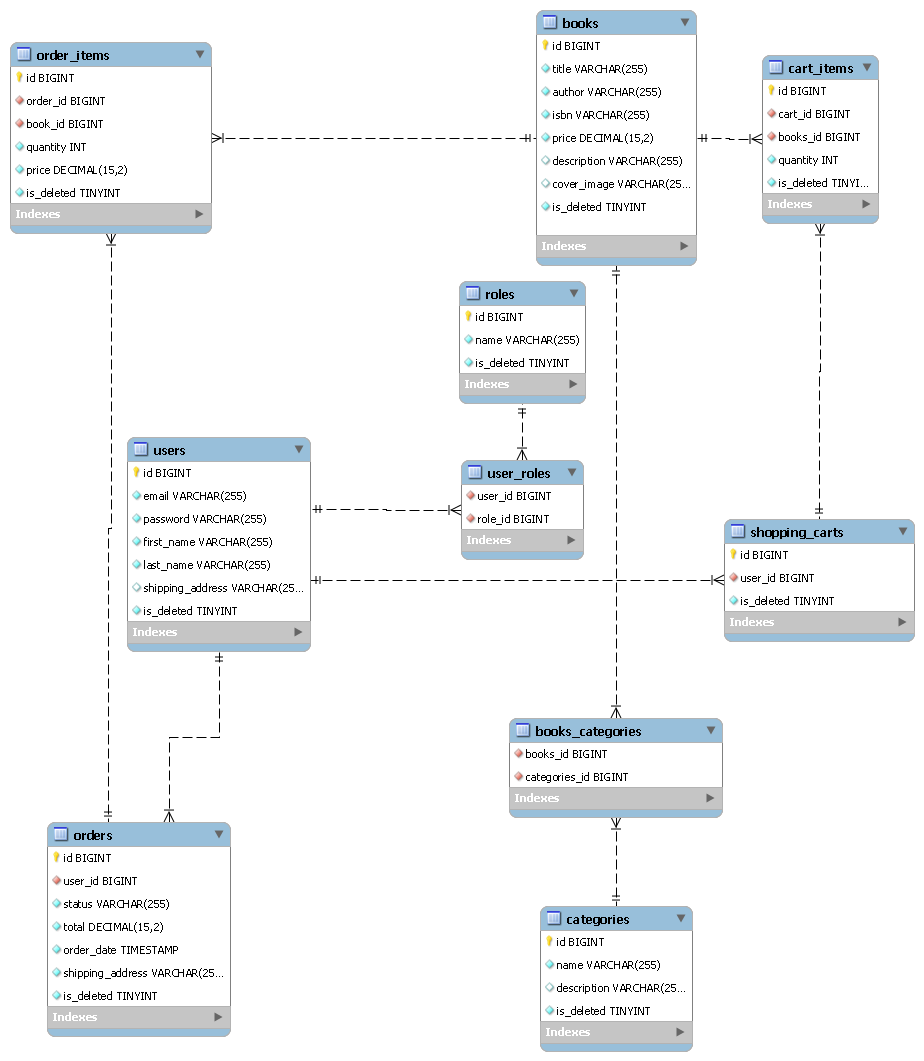 books
id BIGINT
title VARCHAR(255)
author VARCHAR(255)
isbn VARCHAR(255)
price DECIMAL(15,2)
description VARCHAR(255)
cover_image VARCHAR(25...
is_deleted TINYINT
Indexes
order_items
id BIGINT
order_id BIGINT
book_id BIGINT
quantity INT
price DECIMAL(15,2)
is_deleted TINYINT
Indexes
cart_items
id BIGINT
cart_id BIGINT
books_id BIGINT
quantity INT
is_deleted TINYI...
Indexes
roles
id BIGINT
name VARCHAR(255)
is_deleted TINYINT
Indexes
users
id BIGINT
email VARCHAR(255)
password VARCHAR(255)
first_name VARCHAR(255)
last_name VARCHAR(255)
shipping_address VARCHAR(25...
is_deleted TINYINT
Indexes
user_roles
user_id BIGINT
role_id BIGINT
Indexes
shopping_carts
id BIGINT
user_id BIGINT
is_deleted TINYINT
Indexes
books_categories
books_id BIGINT
categories_id BIGINT
Indexes
orders
id BIGINT
user_id BIGINT
status VARCHAR(255)
total DECIMAL(15,2)
order_date TIMESTAMP
shipping_address VARCHAR(25...
is_deleted TINYINT
Indexes
categories
id BIGINT
name VARCHAR(255)
description VARCHAR(25...
is_deleted TINYINT
Indexes